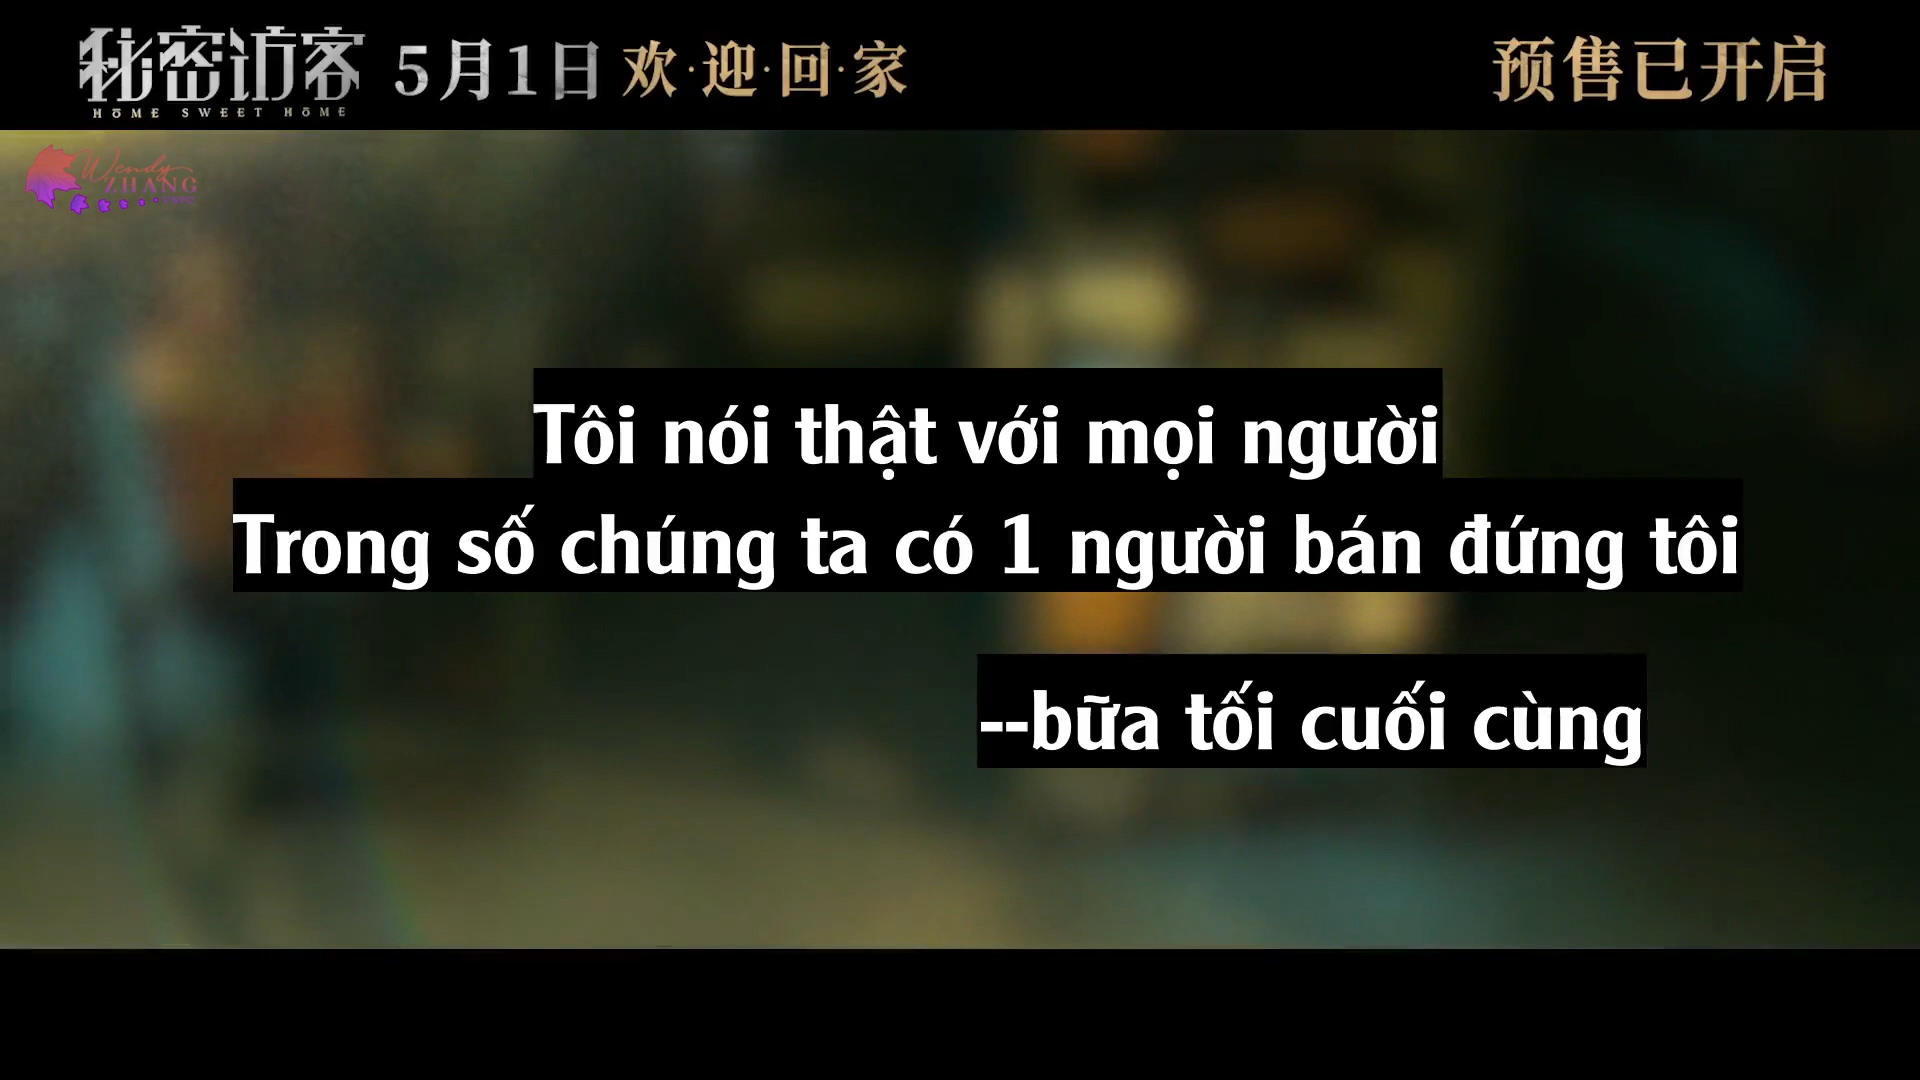 秘密访客 5月1日 欢·迎·回·家 预售已开启
HOME SWEET HOME
Wendy
ZHANG
Tôi nói thật với mọi người
Trong số chúng ta có 1 người bán đứng tôi
--bữa tối cuối cùng